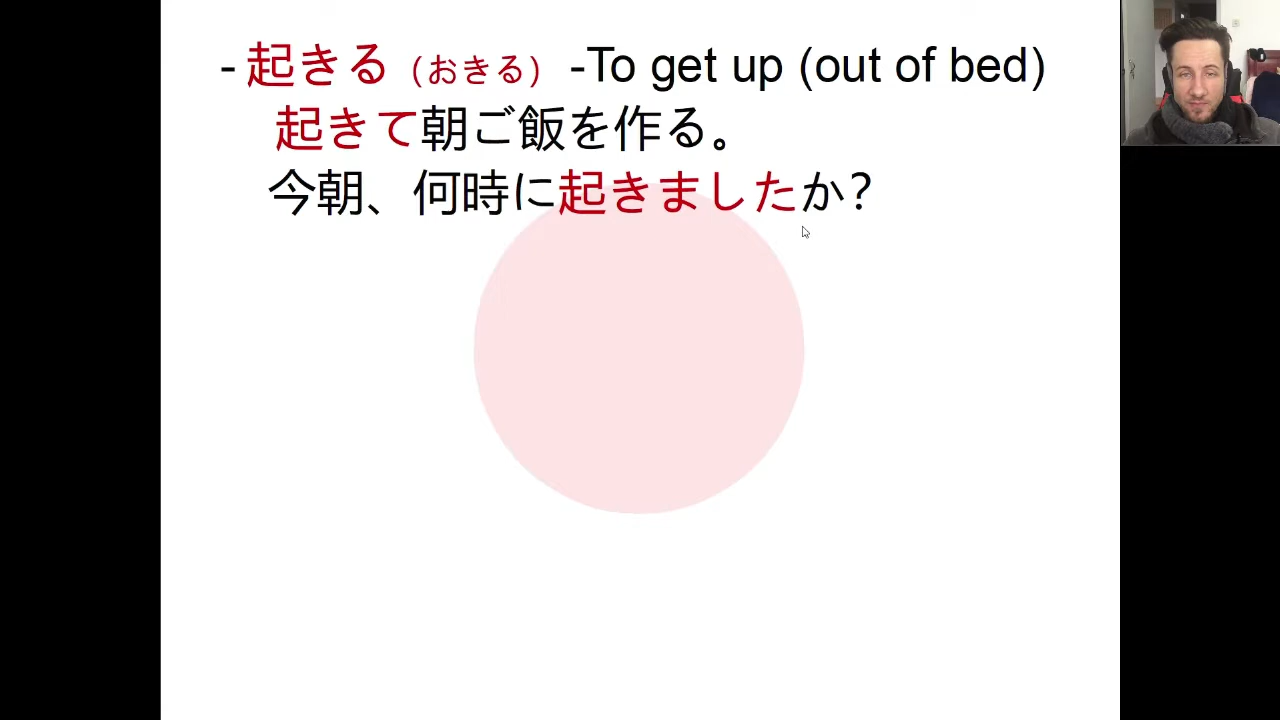 -起きる（おきる） -To get up (out of bed)
起きて朝ご飯を作る。
今朝、何時に起きましたか？